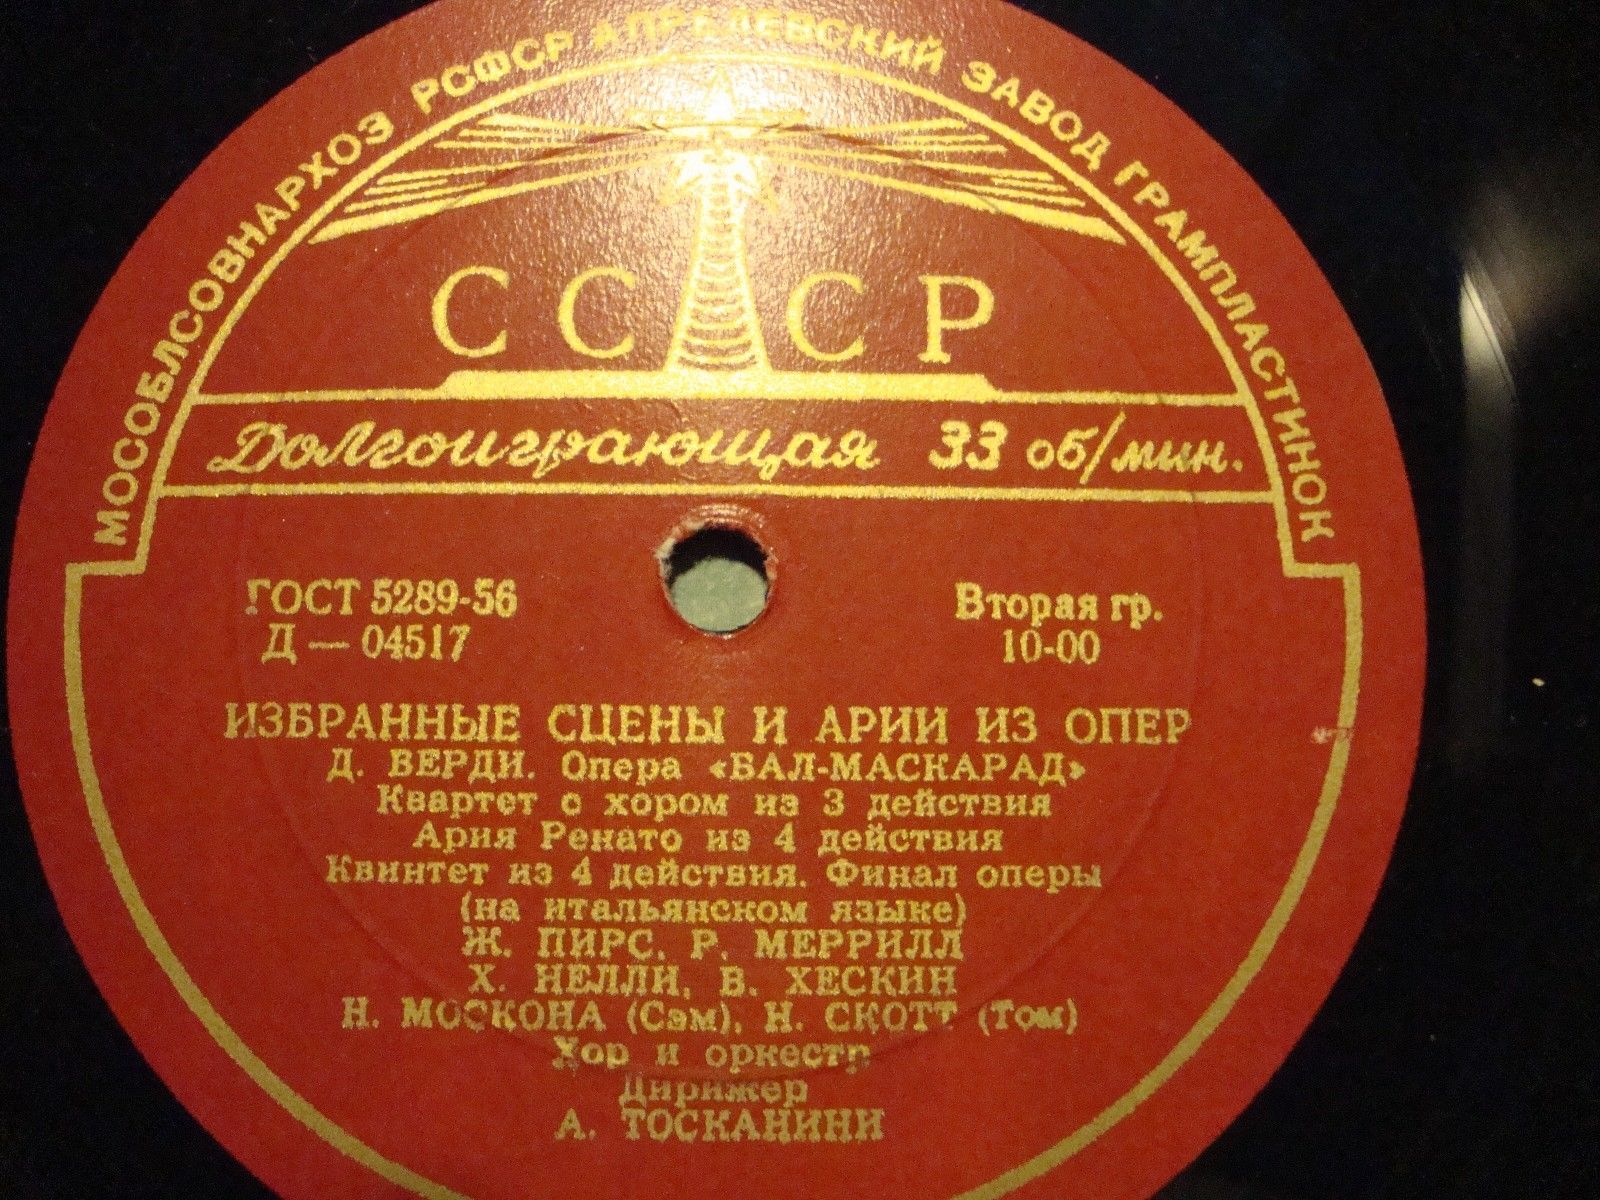 МОСОБЛСОВНАРХОЗ РСФСР АПРЕЛЕВСКИЙ ЗАВОД ГРАМПЛАСТИНОК
СССР
Долгоиграющая 33 об/мин.
ГОСТ 5289-56
Д — 04517
Вторая гр.
10-00
ИЗБРАННЫЕ СЦЕНЫ И АРИИ ИЗ ОПЕР
Д. ВЕРДИ. Опера «БАЛ-МАСКАРАД»
Квартет с хором из 3 действия
Ария Ренато из 4 действия
Квинтет из 4 действия. Финал оперы
(на итальянском языке)
Ж. ПИРС, Р. МЕРРИЛЛ
Х. НЕЛЛИ, В. ХЕСКИН
Н. МОСКОНА (Сэм), Н. СКОТТ (Том)
Хор и оркестр
Дирижер
А. ТОСКАНИНИ